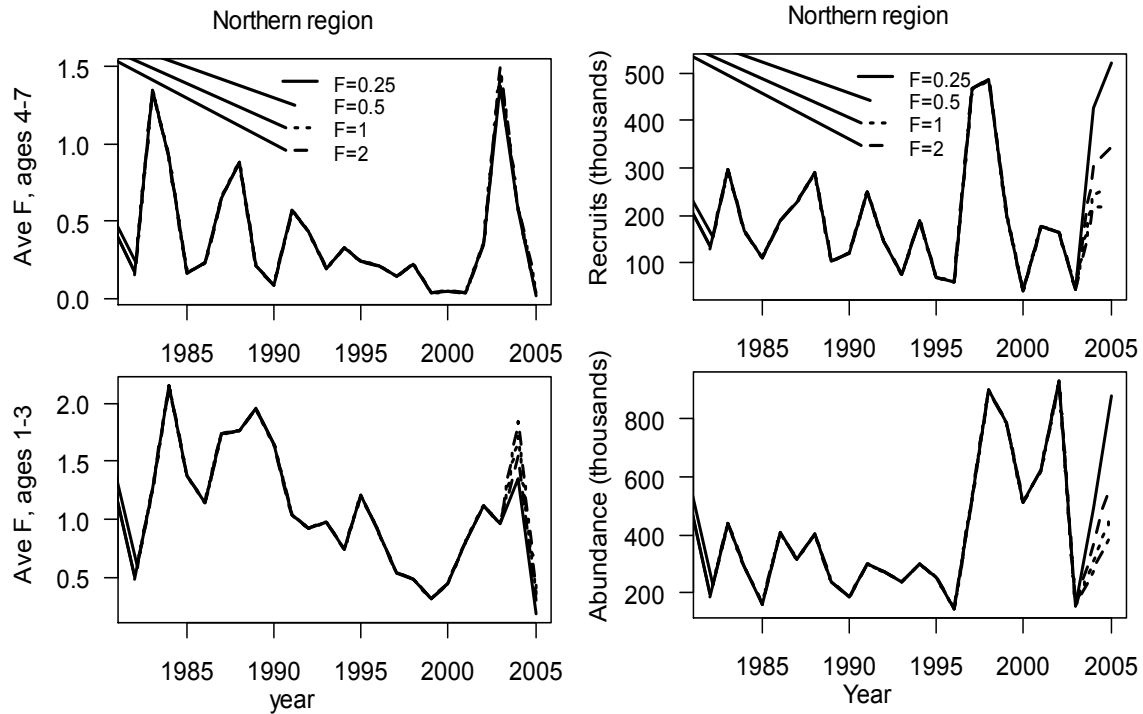 Northern region
Ave F, ages 4-7
1.5
1.0
0.5
0.0
F=0.25
F=0.5
F=1
F=2
1985 1990 1995 2000 2005
Northern region
Recruits (thousands)
500
400
300
200
100
F=0.25
F=0.5
F=1
F=2
1985 1990 1995 2000 2005
Ave F, ages 1-3
2.0
1.5
1.0
0.5
1985 1990 1995 2000 2005
year
Abundance (thousands)
800
600
400
200
1985 1990 1995 2000 2005
Year